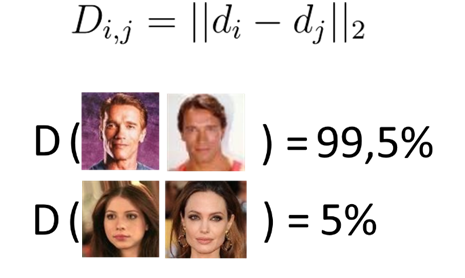 D_{i,j} = ||d_i − d_j||_2
D ( ) = 99,5%
D ( ) = 5%